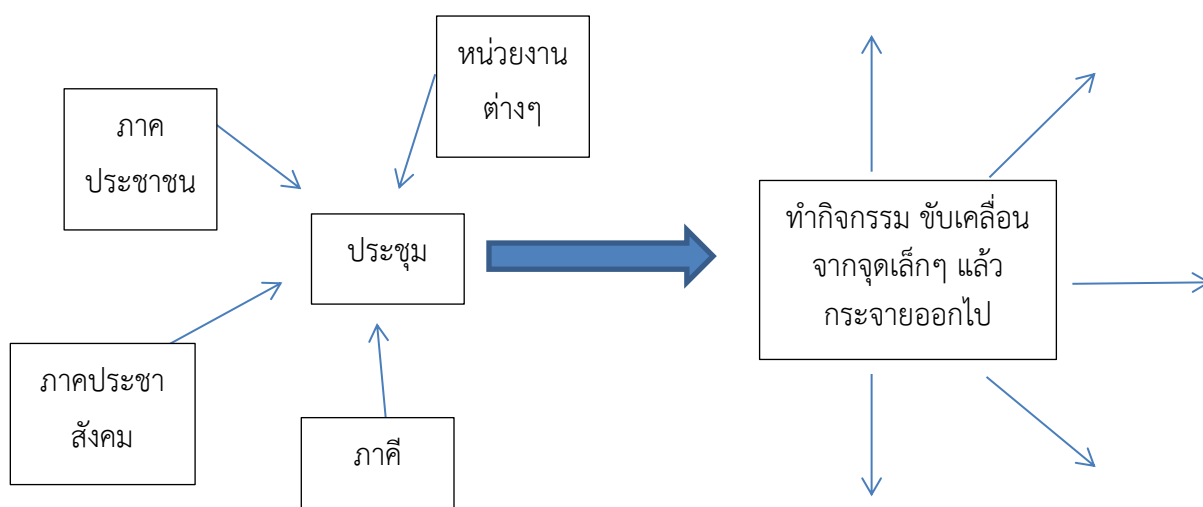 หน่วยงาน
ต่างๆ
ภาค
ประชาชน
ประชุม
ภาคประชา
สังคม
ภาคี
ทำกิจกรรม ขับเคลื่อน
จากจุดเล็กๆ แล้ว
กระจายออกไป